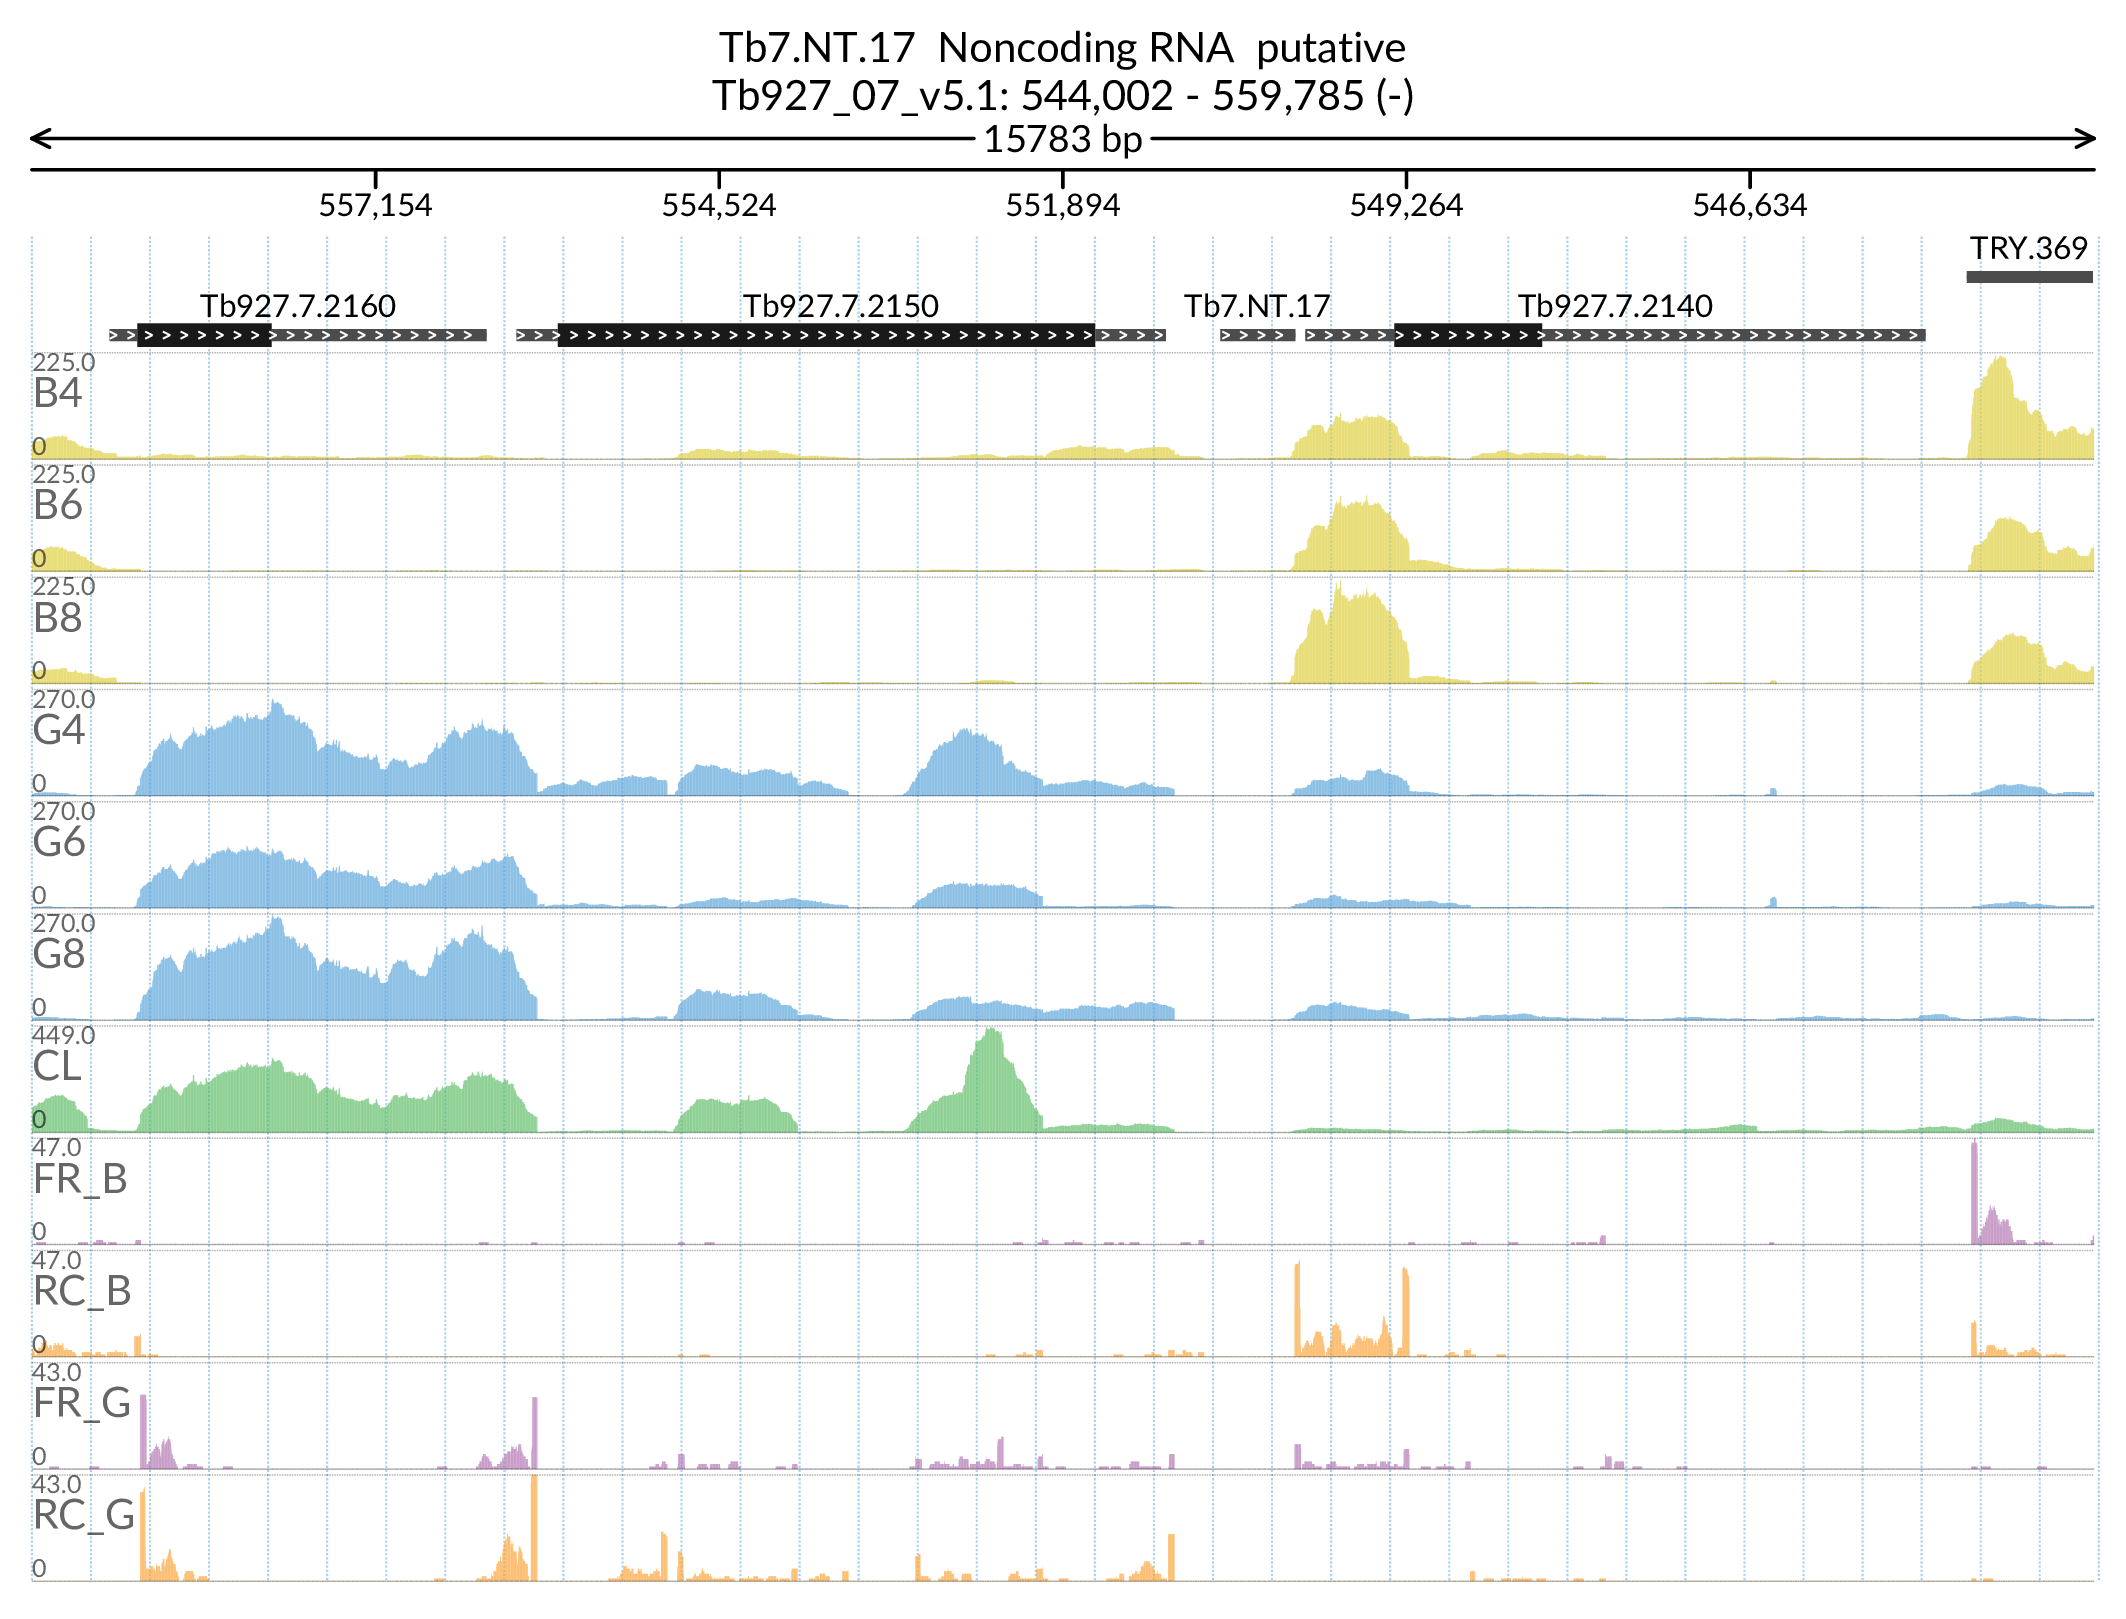 Tb7.NT.17 Noncoding RNA putative
Tb927_07_v5.1: 544,002 - 559,785 (-)
15783 bp
557,154 554,524 551,894 549,264 546,634
TRY.369
Tb927.7.2160 Tb927.7.2150 Tb7.NT.17 Tb927.7.2140
225.0
B4
0
225.0
B6
0
225.0
B8
0
270.0
G4
0
270.0
G6
0
270.0
G8
0
449.0
CL
0
47.0
FR_B
0
47.0
RC_B
0
43.0
FR_G
0
43.0
RC_G
0